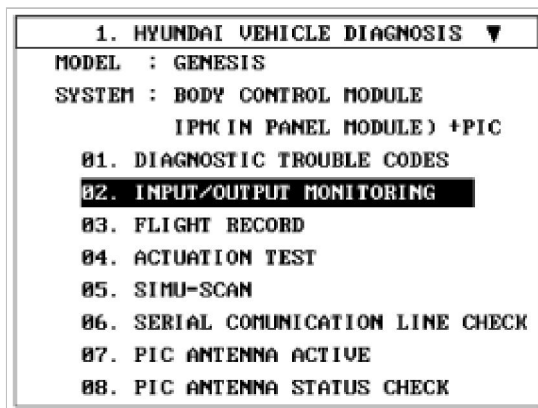 1. HYUNDAI VEHICLE DIAGNOSIS ▼
MODEL : GENESIS
SYSTEM : BODY CONTROL MODULE
IPM(IN PANEL MODULE) +PIC
01. DIAGNOSTIC TROUBLE CODES
02. INPUT/OUTPUT MONITORING
03. FLIGHT RECORD
04. ACTUATION TEST
05. SIMU-SCAN
06. SERIAL COMUNICATION LINE CHECK
07. PIC ANTENNA ACTIVE
08. PIC ANTENNA STATUS CHECK